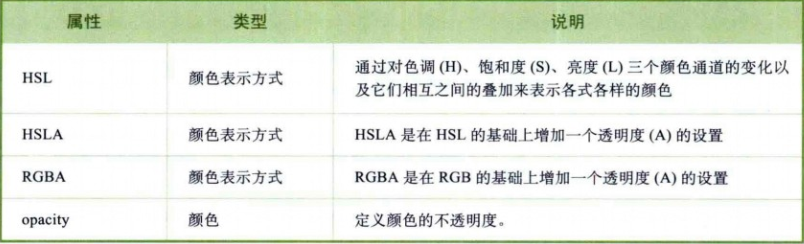 属性 类型 说明
HSL 颜色表示方式 通过对色调 (H)、饱和度 (S)、亮度 (L) 三个颜色通道的变化以
及它们相互之间的叠加来表示各式各样的颜色
HSLA 颜色表示方式 HSLA 是在 HSL 的基础上增加一个透明度 (A) 的设置
RGBA 颜色表示方式 RGBA 是在 RGB 的基础上增加一个透明度 (A) 的设置
opacity 颜色 定义颜色的不透明度。